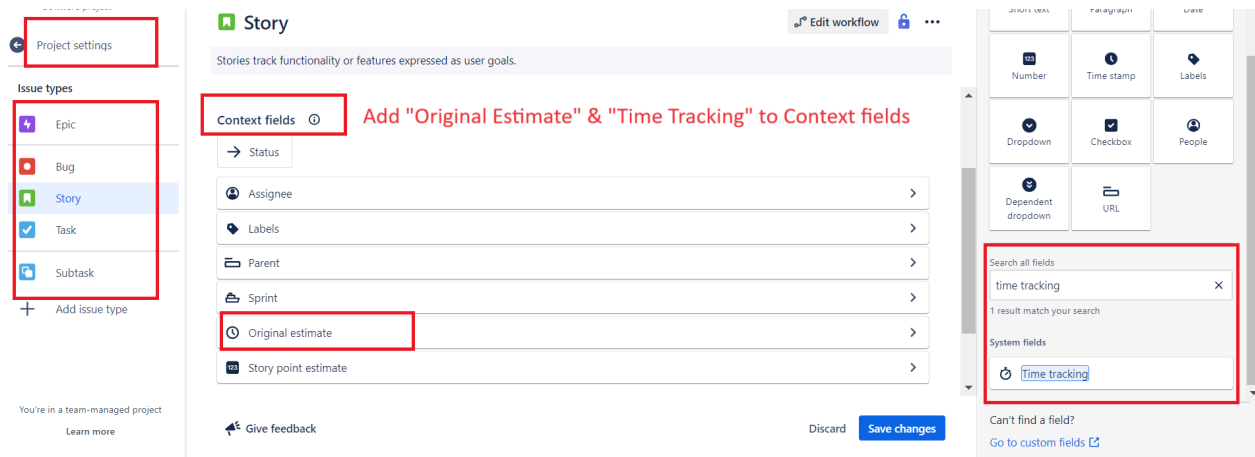 Software project
Project settings
Issue types
Epic
Bug
Story
Task
Subtask
Add issue type
You're in a team-managed project
Learn more
Story
Edit workflow
Stories track functionality or features expressed as user goals.
Context fields
Add "Original Estimate" & "Time Tracking" to Context fields
Status
Assignee
Labels
Parent
Sprint
Original estimate
123 Story point estimate
Give feedback
Discard
Save changes
Short text
Paragraph
Date
123
Number
Time stamp
Labels
Dropdown
Checkbox
People
Dependent
dropdown
URL
Search all fields
time tracking
1 result match your search
System fields
Time tracking
Can't find a field?
Go to custom fields